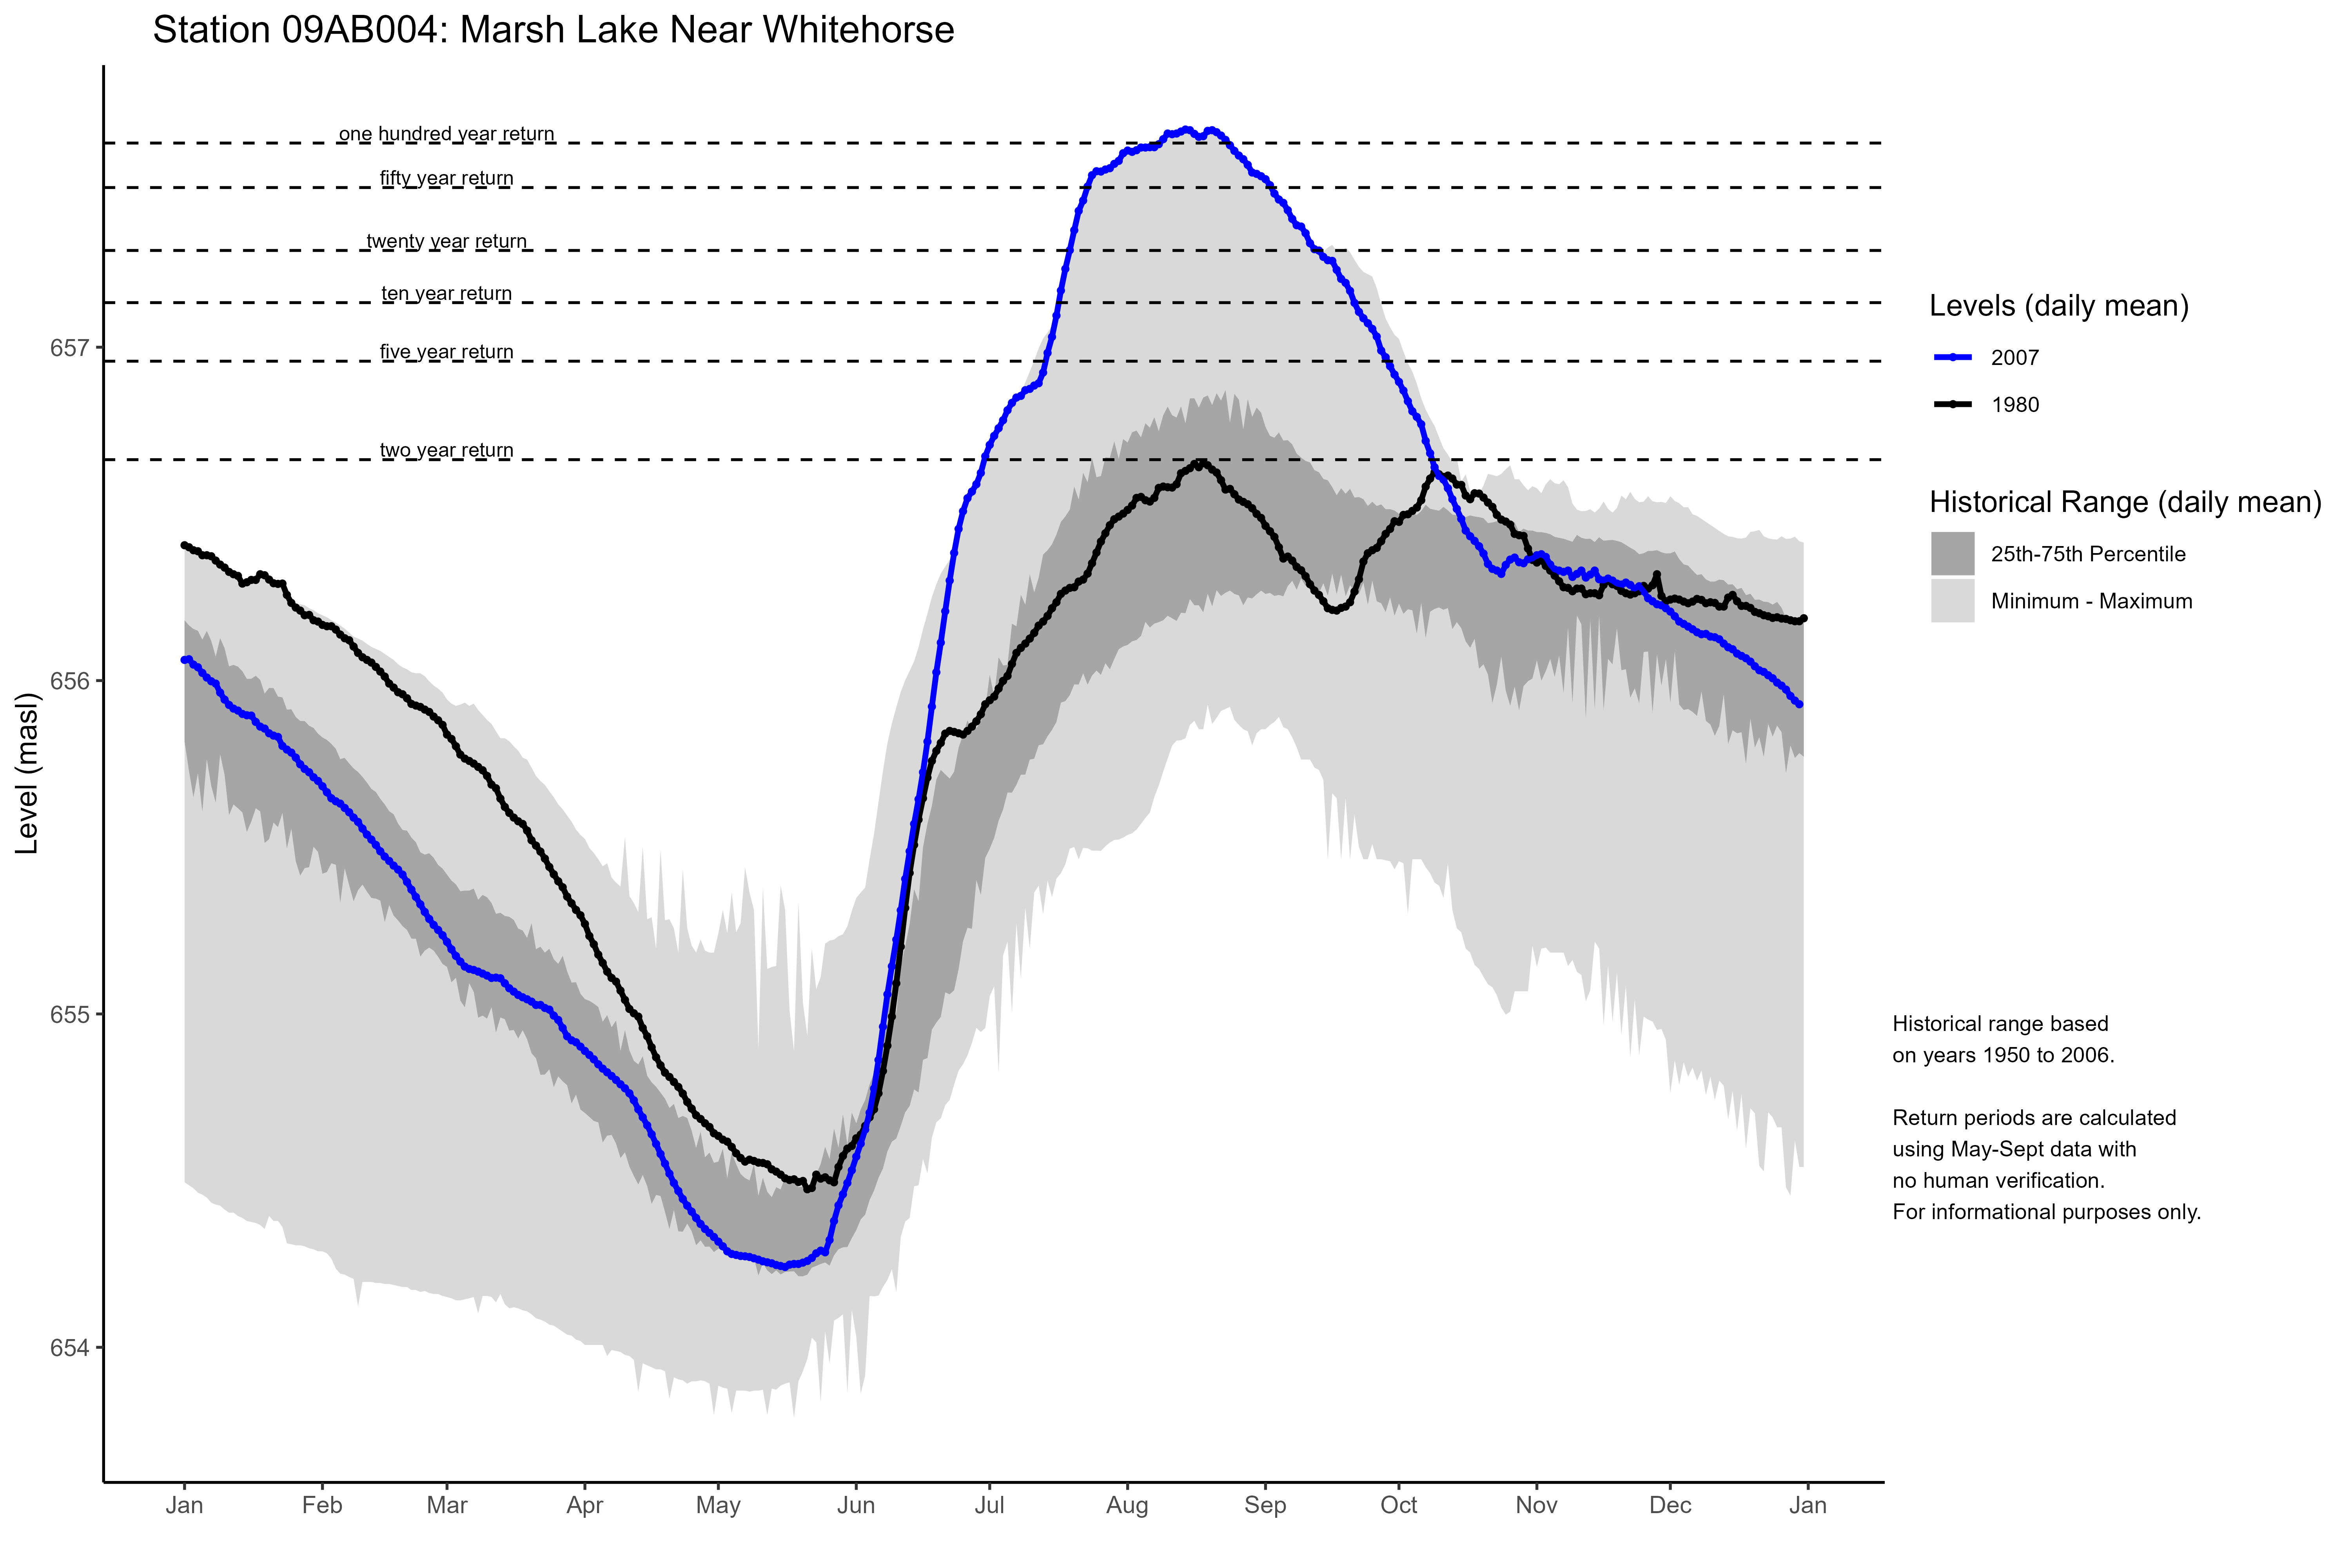 Station 09AB004: Marsh Lake Near Whitehorse
one hundred year return
fifty year return
twenty year return
ten year return
five year return
two year return
657
656
655
654
Level (masl)
Jan Feb Mar Apr May Jun Jul Aug Sep Oct Nov Dec Jan
Levels (daily mean)
2007
1980
Historical Range (daily mean)
25th-75th Percentile
Minimum - Maximum
Historical range based
on years 1950 to 2006.
Return periods are calculated
using May-Sept data with
no human verification.
For informational purposes only.